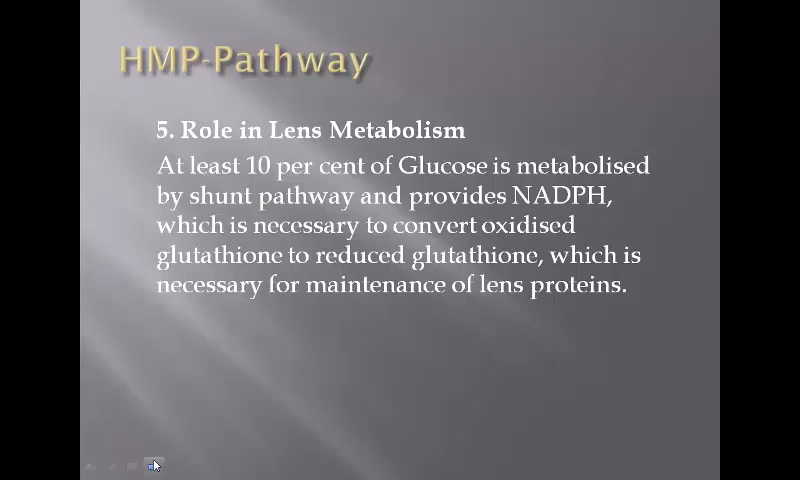 HMP-Pathway
5. Role in Lens Metabolism
At least 10 per cent of Glucose is metabolised
by shunt pathway and provides NADPH,
which is necessary to convert oxidised
glutathione to reduced glutathione, which is
necessary for maintenance of lens proteins.